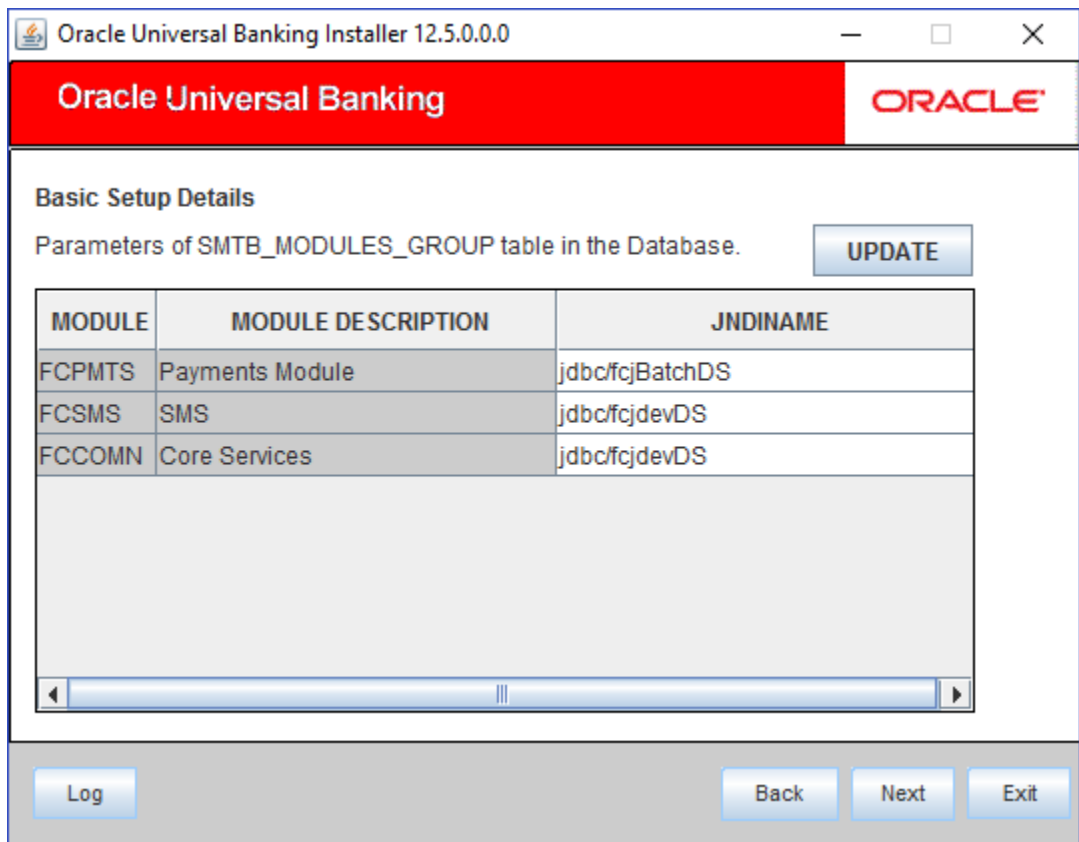 Oracle Universal Banking Installer 12.5.0.0.0
Oracle Universal Banking
ORACLE
Basic Setup Details
Parameters of SMTB_MODULES_GROUP table in the Database.
UPDATE
MODULE MODULE DESCRIPTION JNDINAME
FCPMTS Payments Module jdbc/fcjBatchDS
FCSMS SMS jdbc/fcjdevDS
FCCOMN Core Services jdbc/fcjdevDS
Log Back Next Exit